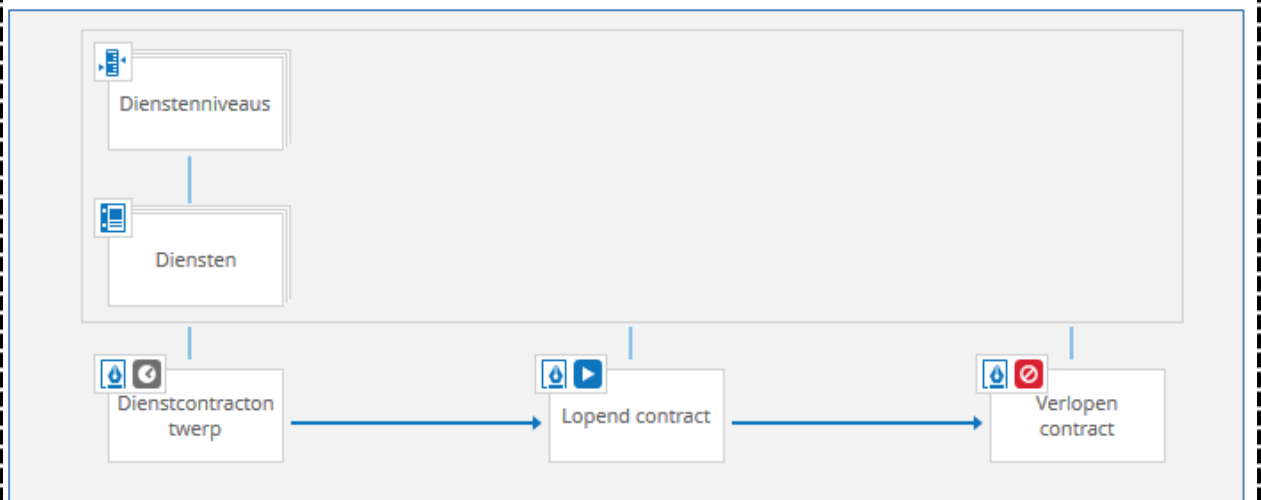 Dienstenniveaus
Diensten
Dienstcontracton
twerp
Lopend contract
Verlopen
contract